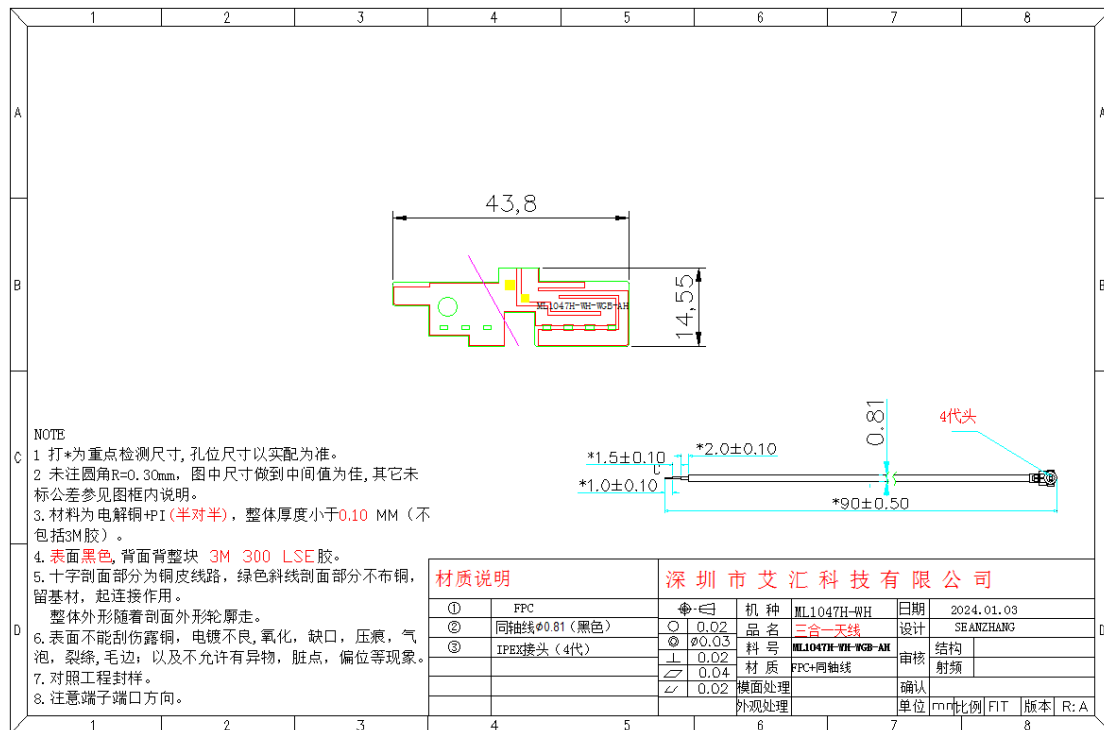 1 2 3 4 5 6 7 8
A A
43,8
14,55
B B
ML1047H-WH-WGB-AH
0.81
4代头
*2.0±0.10
*1.5±0.10
*1.0±0.10
*90±0.50
C C
NOTE
1 打*为重点检测尺寸,孔位尺寸以实配为准。
2 未注圆角R=0.30mm，图中尺寸做到中间值为佳,其它未
标公差参见图框内说明。
3.材料为电解铜+PI(半对半)，整体厚度小于0.10 MM（不
包括3M胶）。
4.表面黑色,背面背整块 3M 300 LSE胶。
5.十字剖面部分为铜皮线路，绿色斜线剖面部分不布铜，
留基材，起连接作用。
整体外形随着剖面外形轮廓走。
6.表面不能刮伤露铜，电镀不良,氧化，缺口，压痕，气
泡，裂绦,毛边；以及不允许有异物，脏点，偏位等现象。
7.对照工程封样。
8.注意端子端口方向。
D D
材质说明
① FPC
② 同轴线φ0.81（黑色）
③ IPEX接头（4代）
深圳市艾汇科技有限公司
机种 ML1047H-WH 日期 2024.01.03
0.02 品名 三合一天线 设计 SEANZHANG
φ0.03 料号 ML1047H-WH-WGB-AH 审核 结构
0.02 材质 FPC+同轴线 射频
0.04
0.02 模面处理 确认
外观处理 单位 mm 比例 FIT 版本 R:A
1 2 3 4 5 6 7 8